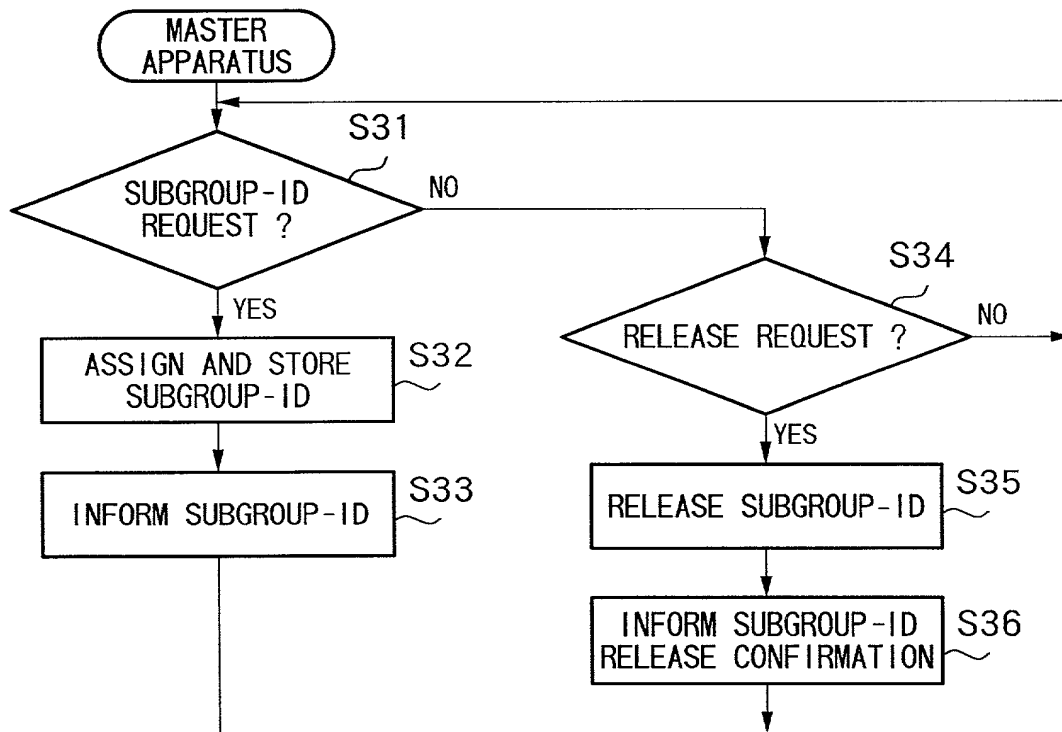 MASTER
APPARATUS
S31
SUBGROUP-ID
REQUEST ?
NO
YES
S32
ASSIGN AND STORE
SUBGROUP-ID
S33
INFORM SUBGROUP-ID
S34
RELEASE REQUEST ?
NO
YES
S35
RELEASE SUBGROUP-ID
S36
INFORM SUBGROUP-ID
RELEASE CONFIRMATION